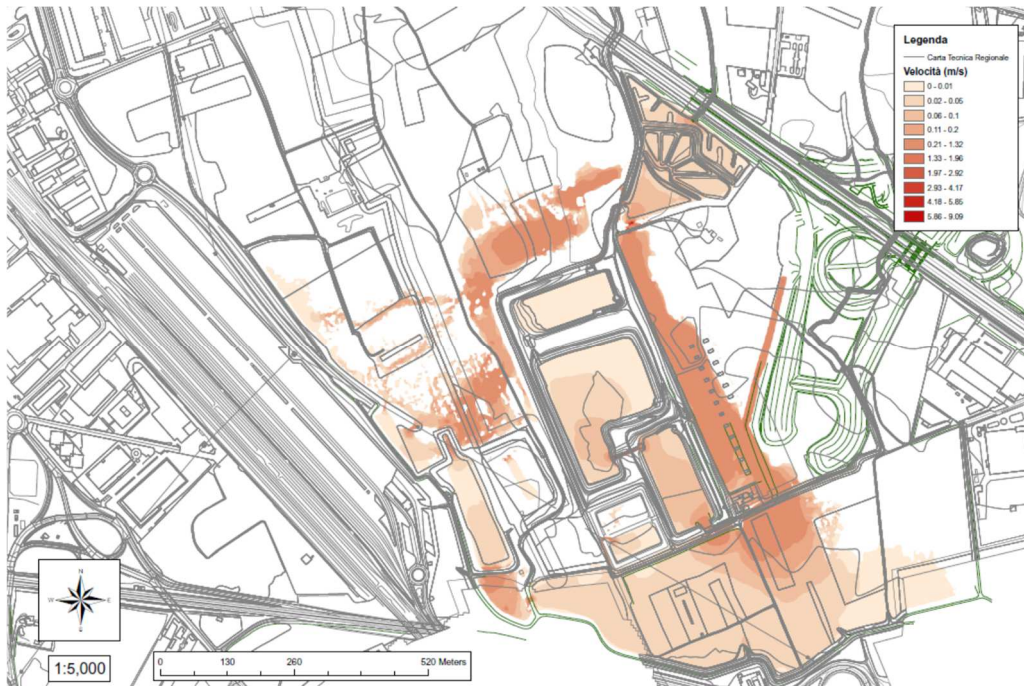 Legenda
Carta Tecnica Regionale
Velocità (m/s)
0 - 0.01
0.02 - 0.05
0.06 - 0.1
0.11 - 0.2
0.21 - 1.32
1.33 - 1.96
1.97 - 2.92
2.93 - 4.17
4.18 - 5.85
5.86 - 9.09
N
W E
S
1:5,000
0 130 260 520 Meters